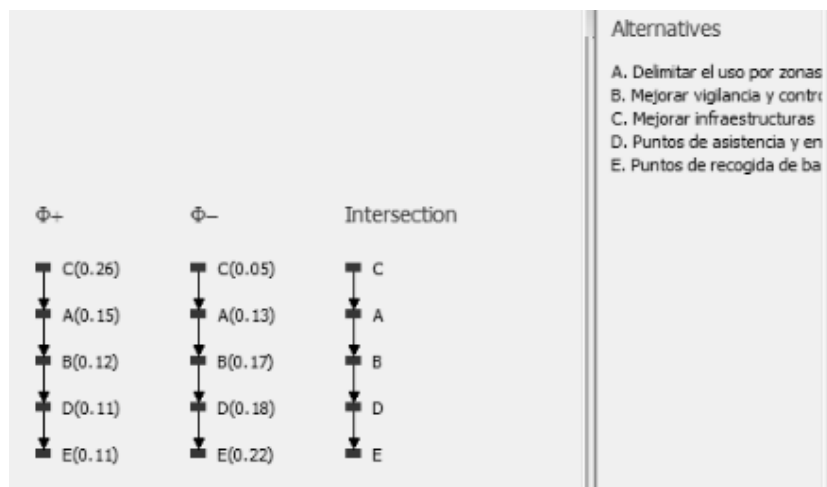 Alternatives
A. Delimitar el uso por zonas
B. Mejorar vigilancia y contro
C. Mejorar infraestructuras
D. Puntos de asistencia y en
E. Puntos de recogida de ba
Φ+ Φ− Intersection
C(0.26) C(0.05) C
A(0.15) A(0.13) A
B(0.12) B(0.17) B
D(0.11) D(0.18) D
E(0.11) E(0.22) E